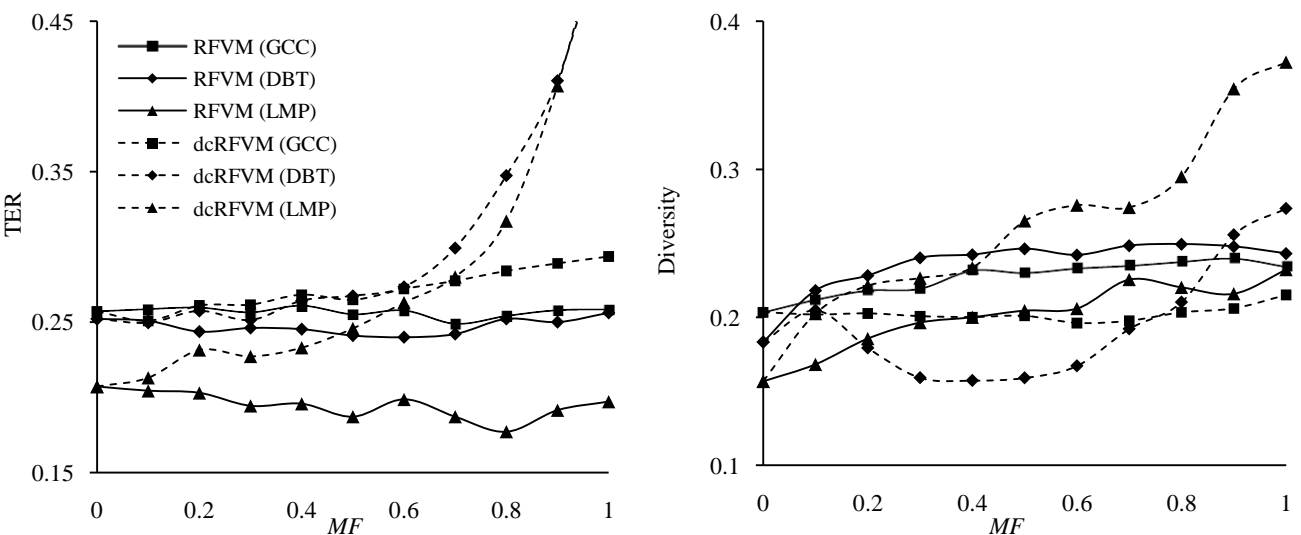 0.45
0.35
0.25
0.15
TER
RFVM (GCC)
RFVM (DBT)
RFVM (LMP)
dcRFVM (GCC)
dcRFVM (DBT)
dcRFVM (LMP)
0 0.2 0.4 0.6 0.8 1
MF
0.4
0.3
0.2
0.1
Diversity
0 0.2 0.4 0.6 0.8 1
MF